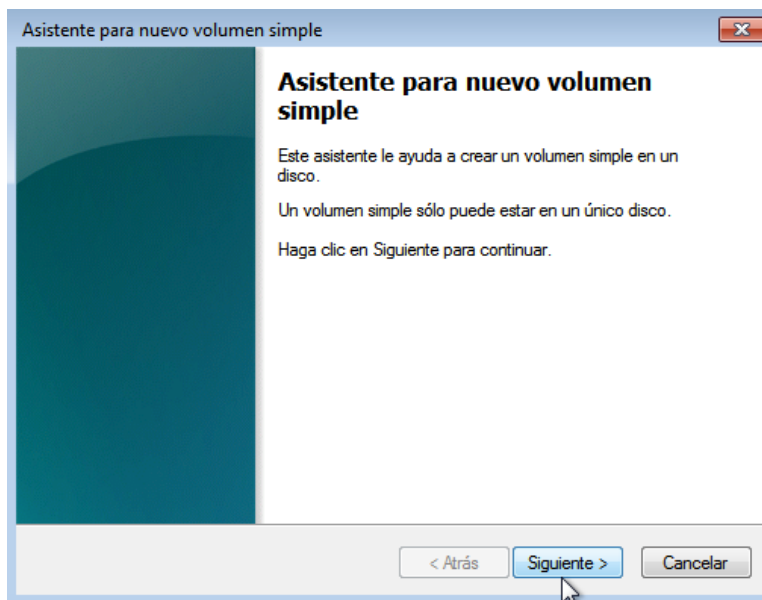 Asistente para nuevo volumen simple
Asistente para nuevo volumen
simple
Este asistente le ayuda a crear un volumen simple en un
disco.
Un volumen simple sólo puede estar en un único disco.
Haga clic en Siguiente para continuar.
< Atrás Siguiente > Cancelar